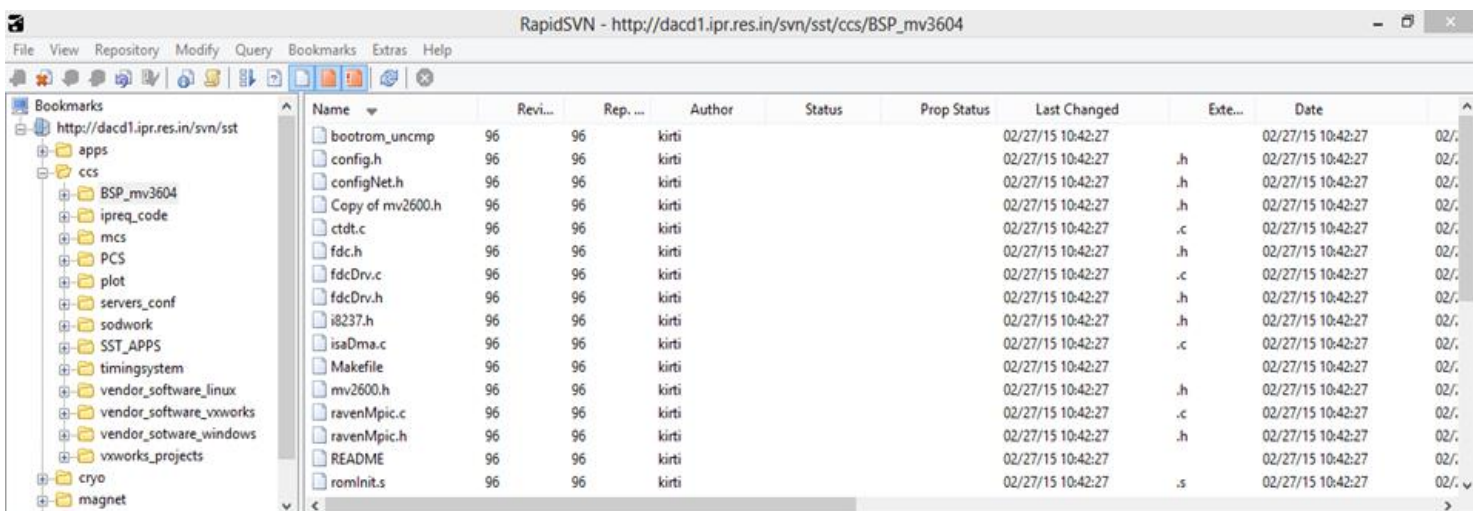 RapidSVN - http://dacd1.ipr.res.in/svn/sst/ccs/BSP_mv3604
File View Repository Modify Query Bookmarks Extras Help
Bookmarks
http://dacd1.ipr.res.in/svn/sst
apps
ccs
BSP_mv3604
ipreq_code
mcs
PCS
plot
servers_conf
sodwork
SST_APPS
timingsystem
vendor_software_linux
vendor_software_vxworks
vendor_sotware_windows
vxworks_projects
cryo
magnet
Name Revi... Rep. ... Author Status Prop Status Last Changed Exte... Date
bootrom_uncmp 96 96 kirti 02/27/15 10:42:27 02/27/15 10:42:27 02/
config.h 96 96 kirti 02/27/15 10:42:27 .h 02/27/15 10:42:27 02/
configNet.h 96 96 kirti 02/27/15 10:42:27 .h 02/27/15 10:42:27 02/
Copy of mv2600.h 96 96 kirti 02/27/15 10:42:27 .h 02/27/15 10:42:27 02/
ctdt.c 96 96 kirti 02/27/15 10:42:27 .c 02/27/15 10:42:27 02/
fdc.h 96 96 kirti 02/27/15 10:42:27 .h 02/27/15 10:42:27 02/
fdcDrv.c 96 96 kirti 02/27/15 10:42:27 .c 02/27/15 10:42:27 02/
fdcDrv.h 96 96 kirti 02/27/15 10:42:27 .h 02/27/15 10:42:27 02/
i8237.h 96 96 kirti 02/27/15 10:42:27 .h 02/27/15 10:42:27 02/
isaDma.c 96 96 kirti 02/27/15 10:42:27 .c 02/27/15 10:42:27 02/
Makefile 96 96 kirti 02/27/15 10:42:27 02/27/15 10:42:27 02/
mv2600.h 96 96 kirti 02/27/15 10:42:27 .h 02/27/15 10:42:27 02/
ravenMpic.c 96 96 kirti 02/27/15 10:42:27 .c 02/27/15 10:42:27 02/
ravenMpic.h 96 96 kirti 02/27/15 10:42:27 .h 02/27/15 10:42:27 02/
README 96 96 kirti 02/27/15 10:42:27 02/27/15 10:42:27 02/
romInit.s 96 96 kirti 02/27/15 10:42:27 .s 02/27/15 10:42:27 02/